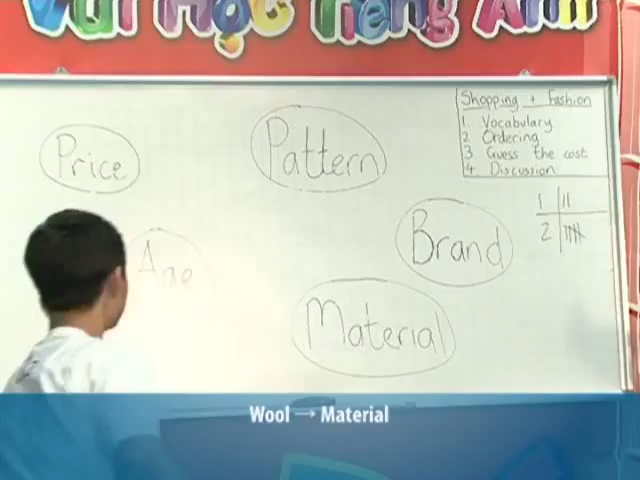 Vui Học Tiếng Anh
Shopping + Fashion
1 Vocabulary
2 Ordering
3 Guess the cost
4 Discussion
Price
Pattern
1 ||
2
Brand
Age
Material
Wool → Material